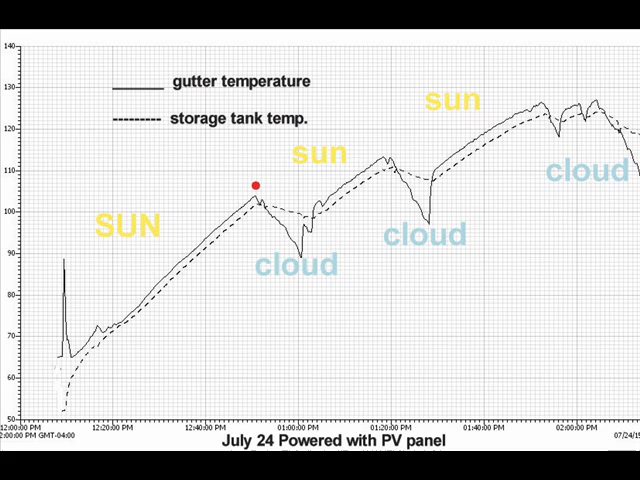 140
130
120
110
100
90
80
70
60
50
gutter temperature
storage tank temp.
sun
sun
SUN
cloud
cloud
cloud
12:00:00 PM 12:20:00 PM 12:40:00 PM 01:00:00 PM 01:20:00 PM 01:40:00 PM 02:00:00 PM
2:00:00 PM GMT-04:00 07/24/15
July 24 Powered with PV panel